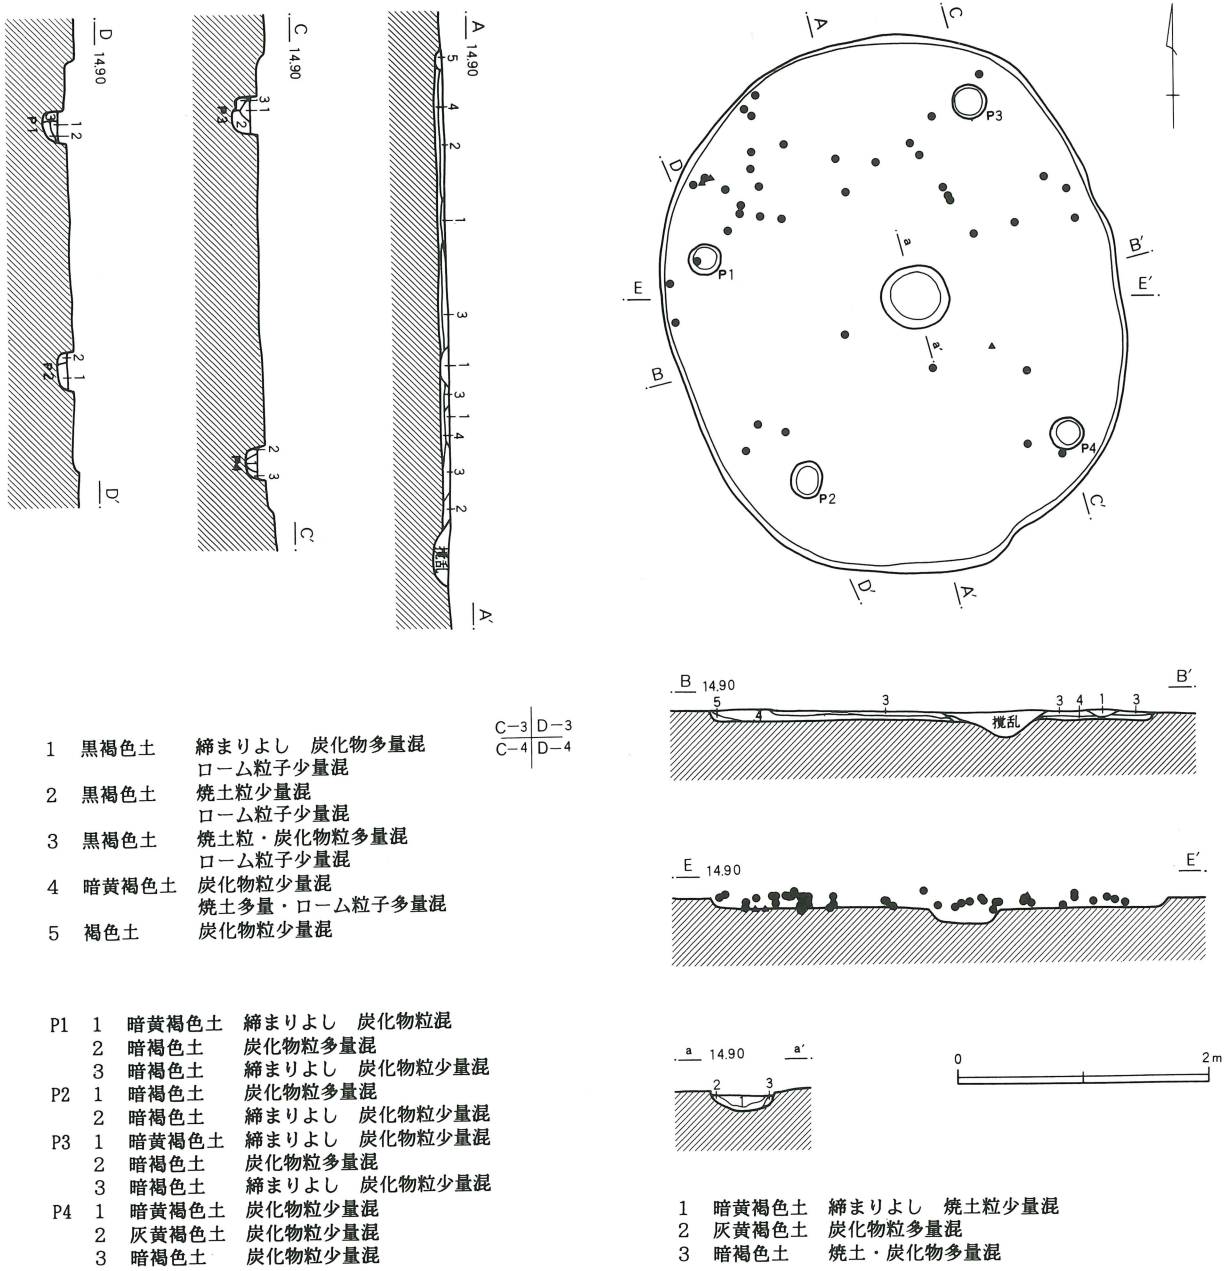 D
14.90
P1
3
1
2
P2
2
1
D′
C
14.90
P3
3 1
2
P4
2
3
C′
A
14.90
5
4
2
1
3
1
3
1
4
3
2
撹乱
A′
A
C
P3
D
a
B′
P1
E
E′
a′
B
P4
P2
C′
D′
A′
B 14.90 B′
5 4 3 撹乱 3 4 1 3
E 14.90 E′
a 14.90 a′
2 1 3
0 2m
C-3 D-3
C-4 D-4
1 黒褐色土 締まりよし 炭化物多量混
ローム粒子少量混
2 黒褐色土 焼土粒少量混
ローム粒子少量混
3 黒褐色土 焼土粒・炭化物粒多量混
ローム粒子少量混
4 暗黄褐色土 炭化物粒少量混
焼土多量・ローム粒子多量混
5 褐色土 炭化物粒少量混
P1 1 暗黄褐色土 締まりよし 炭化物粒混
2 暗褐色土 炭化物粒多量混
3 暗褐色土 締まりよし 炭化物粒少量混
P2 1 暗褐色土 炭化物粒多量混
2 暗褐色土 締まりよし 炭化物粒少量混
P3 1 暗黄褐色土 締まりよし 炭化物粒少量混
2 暗褐色土 炭化物粒多量混
3 暗褐色土 締まりよし 炭化物粒少量混
P4 1 暗黄褐色土 炭化物粒少量混
2 灰黄褐色土 炭化物粒少量混
3 暗褐色土 炭化物粒少量混
1 暗黄褐色土 締まりよし 焼土粒少量混
2 灰黄褐色土 炭化物粒多量混
3 暗褐色土 焼土・炭化物多量混